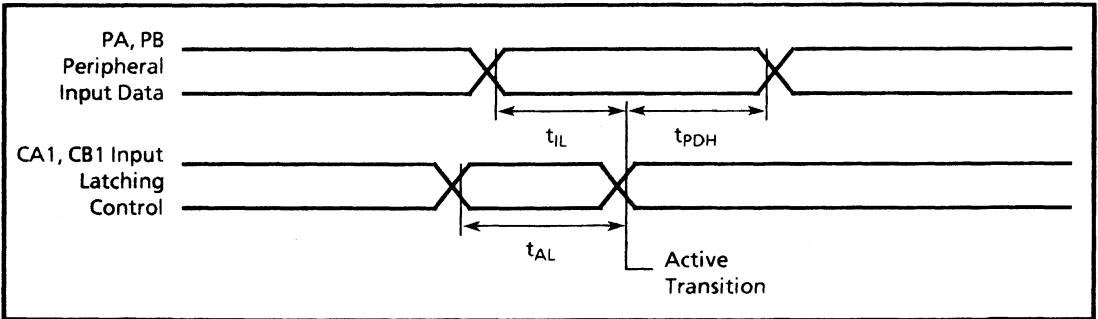 PA, PB
Peripheral
Input Data
tIL
tPDH
CA1, CB1 Input
Latching
Control
tAL
Active
Transition